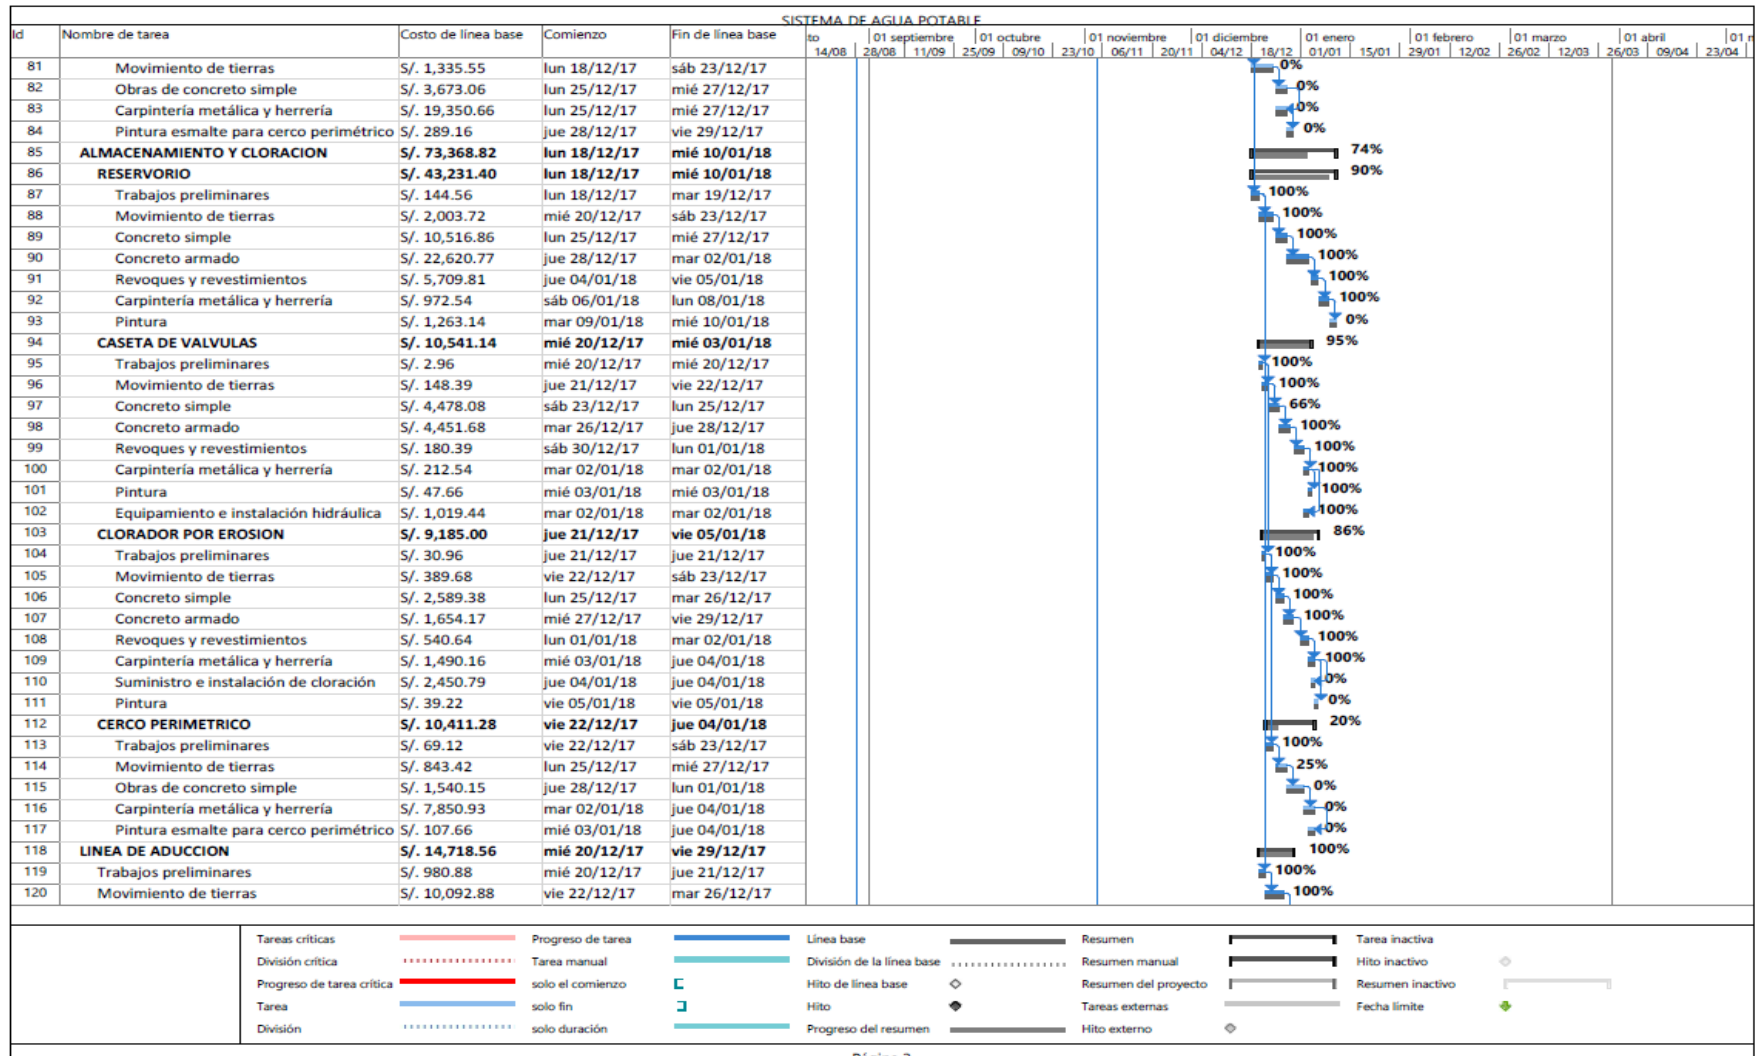 SISTEMA DE AGUA POTABLE
Id Nombre de tarea Costo de línea base Comienzo Fin de línea base to 01 septiembre 01 octubre 01 noviembre 01 diciembre 01 enero 01 febrero 01 marzo 01 abril
14/08 28/08 11/09 25/09 09/10 23/10 06/11 20/11 04/12 18/12 01/01 15/01 29/01 12/02 26/02 12/03 26/03 09/04 23/04
81 Movimiento de tierras S/. 1,335.55 lun 18/12/17 sáb 23/12/17 0%
82 Obras de concreto simple S/. 3,673.06 lun 25/12/17 mié 27/12/17 0%
83 Carpintería metálica y herrería S/. 19,350.66 lun 25/12/17 mié 27/12/17 0%
84 Pintura esmalte para cerco perimétrico S/. 289.16 jue 28/12/17 vie 29/12/17 0%
85 ALMACENAMIENTO Y CLORACION S/. 73,368.82 lun 18/12/17 mié 10/01/18 74%
86 RESERVORIO S/. 43,231.40 lun 18/12/17 mié 10/01/18 90%
87 Trabajos preliminares S/. 144.56 lun 18/12/17 mar 19/12/17 100%
88 Movimiento de tierras S/. 2,003.72 mié 20/12/17 sáb 23/12/17 100%
89 Concreto simple S/. 10,516.86 lun 25/12/17 mié 27/12/17 100%
90 Concreto armado S/. 22,620.77 jue 28/12/17 mar 02/01/18 100%
91 Revoques y revestimientos S/. 5,709.81 jue 04/01/18 vie 05/01/18 100%
92 Carpintería metálica y herrería S/. 972.54 sáb 06/01/18 lun 08/01/18 100%
93 Pintura S/. 1,263.14 mar 09/01/18 mié 10/01/18 0%
94 CASETA DE VALVULAS S/. 10,541.14 mié 20/12/17 mié 03/01/18 95%
95 Trabajos preliminares S/. 2.96 mié 20/12/17 mié 20/12/17 100%
96 Movimiento de tierras S/. 148.39 jue 21/12/17 vie 22/12/17 100%
97 Concreto simple S/. 4,478.08 sáb 23/12/17 lun 25/12/17 66%
98 Concreto armado S/. 4,451.68 mar 26/12/17 jue 28/12/17 100%
99 Revoques y revestimientos S/. 180.39 sáb 30/12/17 lun 01/01/18 100%
100 Carpintería metálica y herrería S/. 212.54 mar 02/01/18 mar 02/01/18 100%
101 Pintura S/. 47.66 mié 03/01/18 mié 03/01/18 100%
102 Equipamiento e instalación hidráulica S/. 1,019.44 mar 02/01/18 mar 02/01/18 100%
103 CLORADOR POR EROSION S/. 9,185.00 jue 21/12/17 vie 05/01/18 86%
104 Trabajos preliminares S/. 30.96 jue 21/12/17 jue 21/12/17 100%
105 Movimiento de tierras S/. 389.68 vie 22/12/17 sáb 23/12/17 100%
106 Concreto simple S/. 2,589.38 lun 25/12/17 mar 26/12/17 100%
107 Concreto armado S/. 1,654.17 mié 27/12/17 vie 29/12/17 100%
108 Revoques y revestimientos S/. 540.64 lun 01/01/18 mar 02/01/18 100%
109 Carpintería metálica y herrería S/. 1,490.16 mié 03/01/18 jue 04/01/18 100%
110 Suministro e instalación de cloración S/. 2,450.79 jue 04/01/18 jue 04/01/18 0%
111 Pintura S/. 39.22 vie 05/01/18 vie 05/01/18 0%
112 CERCO PERIMETRICO S/. 10,411.28 vie 22/12/17 jue 04/01/18 20%
113 Trabajos preliminares S/. 69.12 vie 22/12/17 sáb 23/12/17 100%
114 Movimiento de tierras S/. 843.42 lun 25/12/17 mié 27/12/17 25%
115 Obras de concreto simple S/. 1,540.15 jue 28/12/17 lun 01/01/18 0%
116 Carpintería metálica y herrería S/. 7,850.93 mar 02/01/18 jue 04/01/18 0%
117 Pintura esmalte para cerco perimétrico S/. 107.66 mié 03/01/18 jue 04/01/18 0%
118 LINEA DE ADUCCION S/. 14,718.56 mié 20/12/17 vie 29/12/17 100%
119 Trabajos preliminares S/. 980.88 mié 20/12/17 jue 21/12/17 100%
120 Movimiento de tierras S/. 10,092.88 vie 22/12/17 mar 26/12/17 100%
Tareas críticas Progreso de tarea Línea base Resumen Tarea inactiva
División crítica Tarea manual División de la línea base Resumen manual Hito inactivo
Progreso de tarea crítica solo el comienzo Hito de línea base Resumen del proyecto Resumen inactivo
Tarea solo fin Hito Tareas externas Fecha límite
División solo duración Progreso del resumen Hito externo